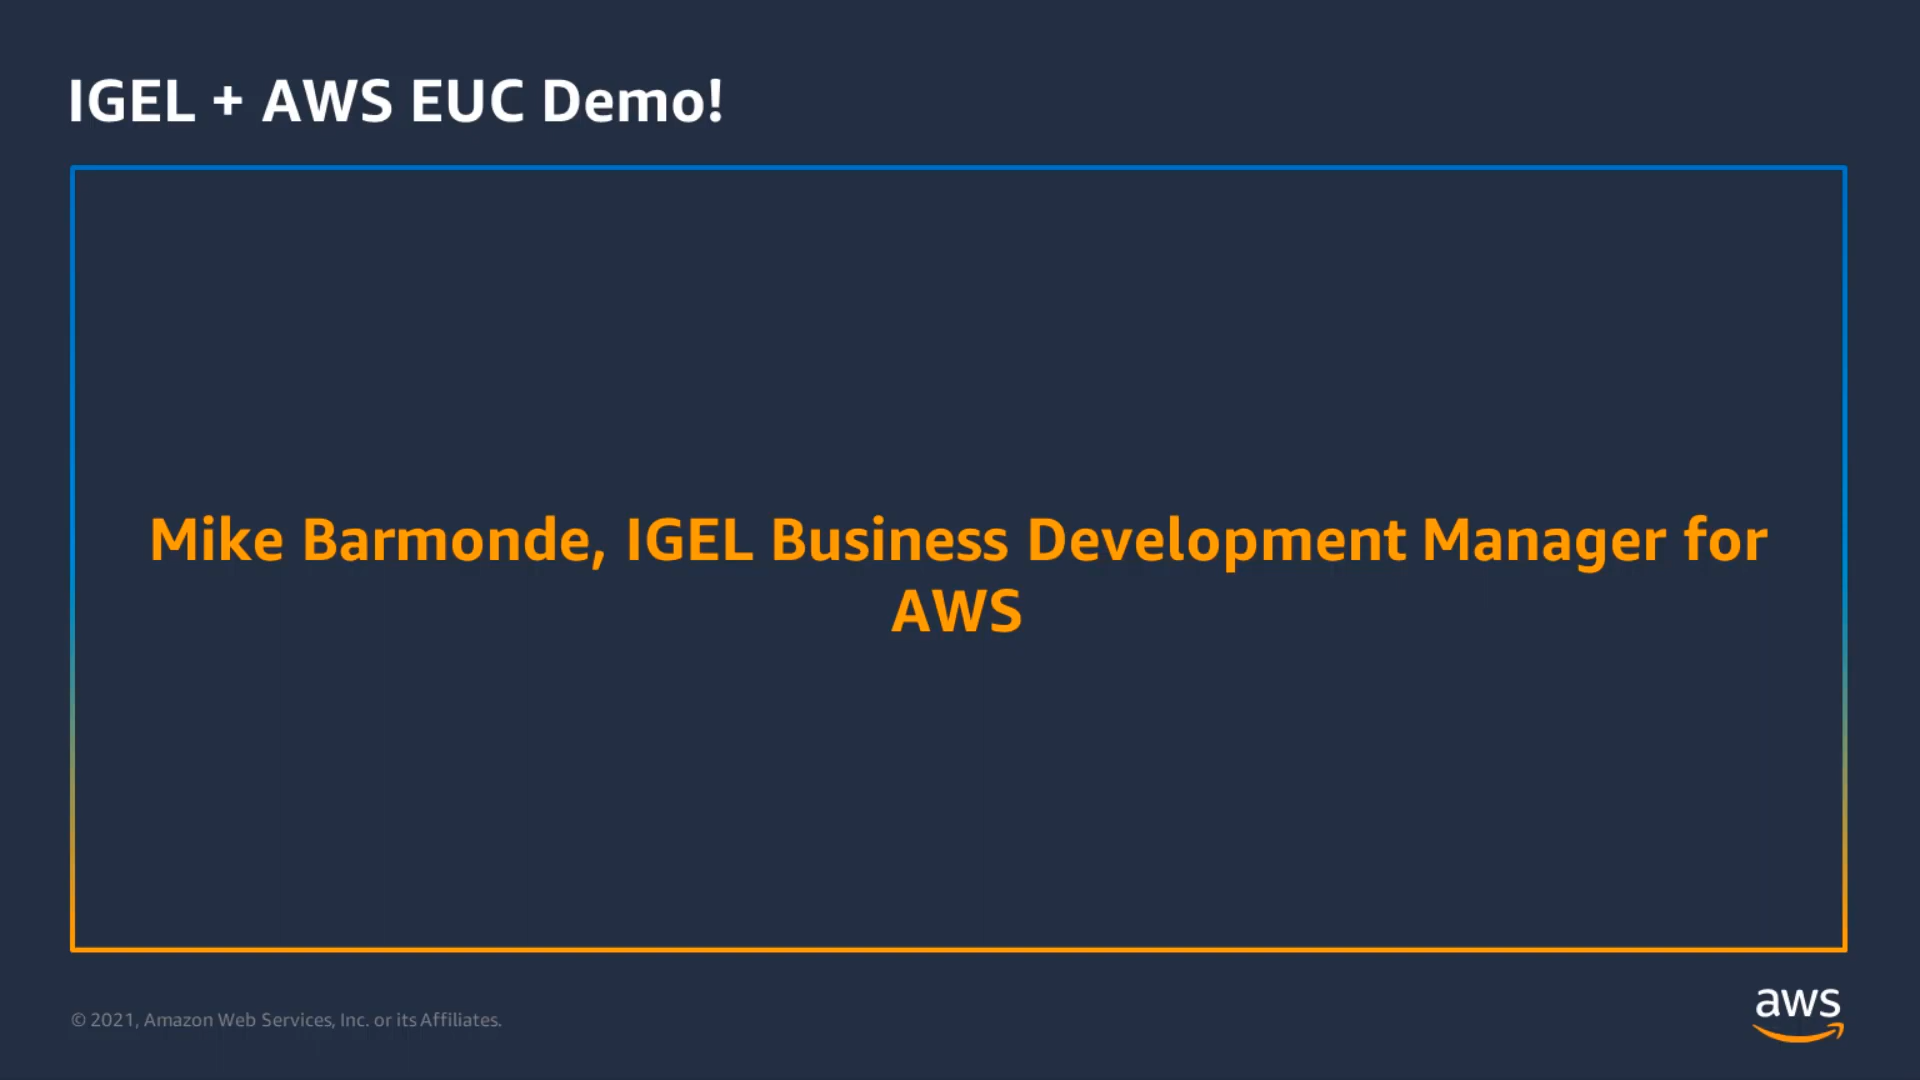 IGEL + AWS EUC Demo!
Mike Barmonde, IGEL Business Development Manager for
AWS
© 2021, Amazon Web Services, Inc. or its Affiliates.
aws